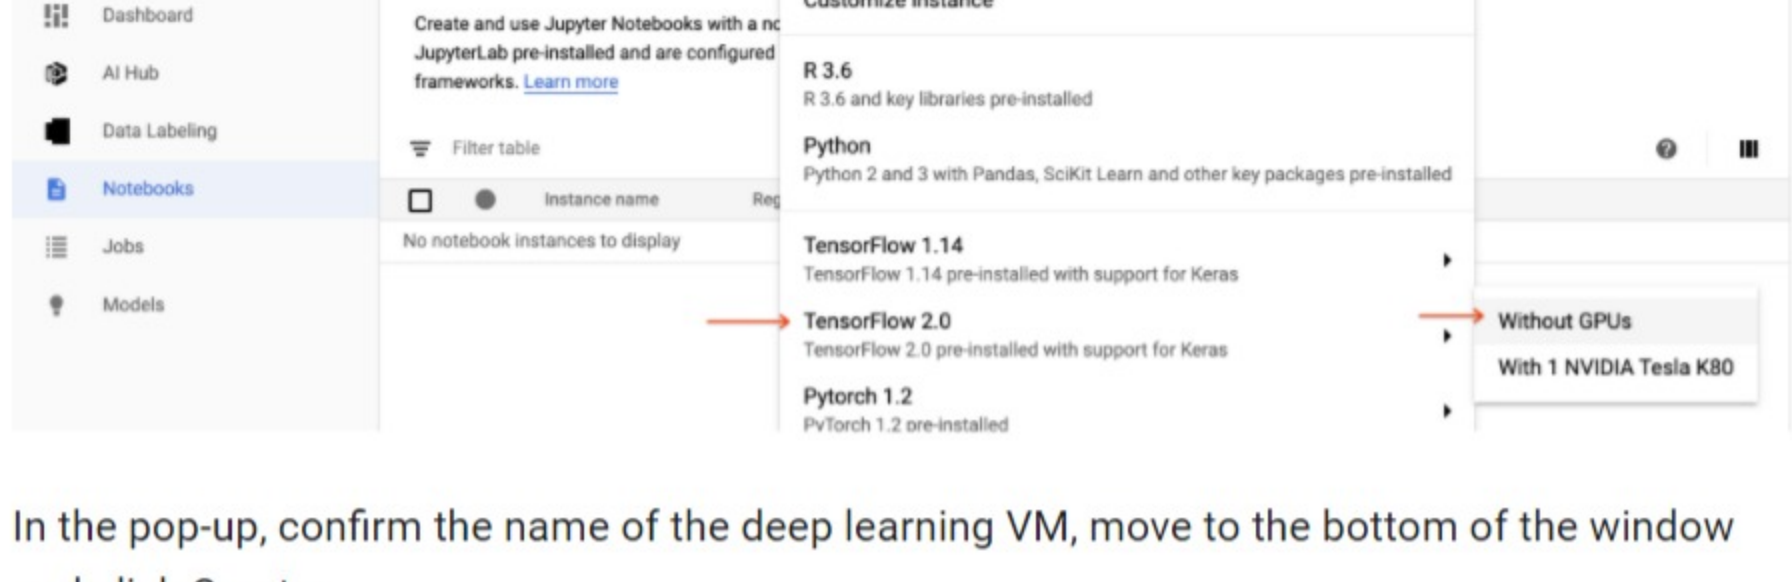 Dashboard
AI Hub
Data Labeling
Notebooks
Jobs
Models
Create and use Jupyter Notebooks with a
JupyterLab pre-installed and are configured
frameworks. Learn more
Filter table
Instance name
No notebook instances to display
Customize instance
R 3.6
R 3.6 and key libraries pre-installed
Python
Python 2 and 3 with Pandas, SciKit Learn and other key packages pre-installed
TensorFlow 1.14
TensorFlow 1.14 pre-installed with support for Keras
TensorFlow 2.0
TensorFlow 2.0 pre-installed with support for Keras
Pytorch 1.2
PyTorch 1.2 pre-installed
Without GPUs
With 1 NVIDIA Tesla K80
In the pop-up, confirm the name of the deep learning VM, move to the bottom of the window